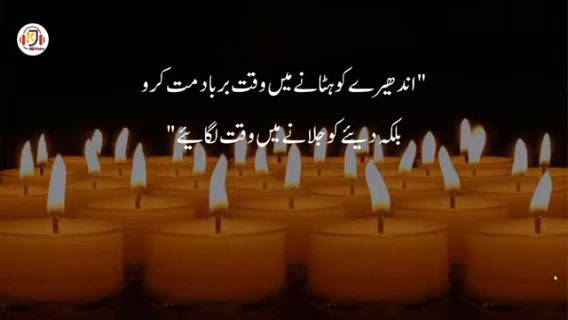 "اندھیرے کو ہٹانے میں وقت برباد مت کرو
بلکہ دیئے کو جلانے میں وقت لگایئے"